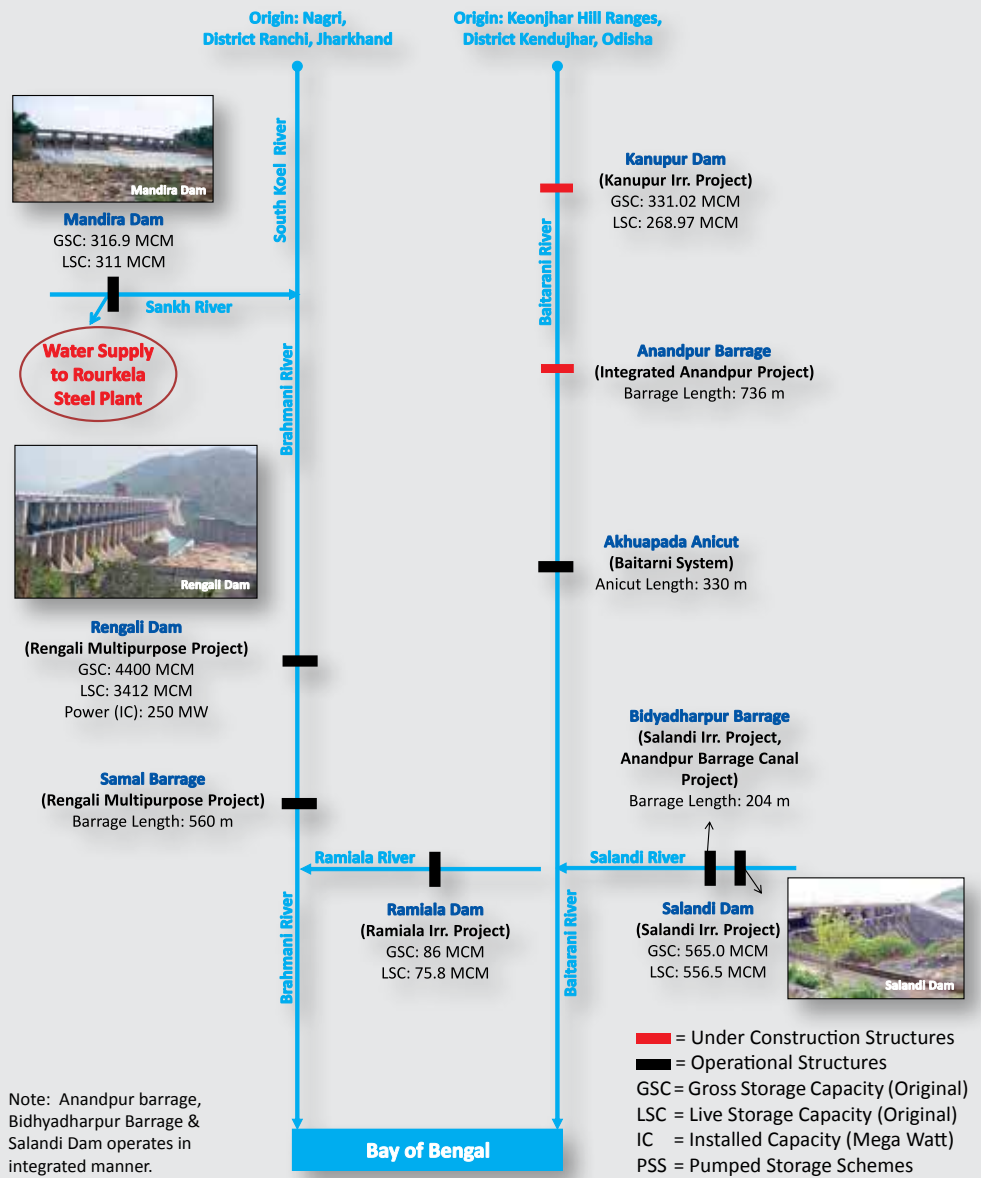 Origin: Nagri,
District Ranchi, Jharkhand
Origin: Keonjhar Hill Ranges,
District Kendujhar, Odisha
Mandira Dam
Mandira Dam
GSC: 316.9 MCM
LSC: 311 MCM
South Koel River
Sankh River
Water Supply
to Rourkela
Steel Plant
Brahmani River
Kanupur Dam
(Kanupur Irr. Project)
GSC: 331.02 MCM
LSC: 268.97 MCM
Baitarani River
Anandpur Barrage
(Integrated Anandpur Project)
Barrage Length: 736 m
Rengali Dam
Rengali Dam
(Rengali Multipurpose Project)
GSC: 4400 MCM
LSC: 3412 MCM
Power (IC): 250 MW
Akhuapada Anicut
(Baitarni System)
Anicut Length: 330 m
Samal Barrage
(Rengali Multipurpose Project)
Barrage Length: 560 m
Bidyadharpur Barrage
(Salandi Irr. Project,
Anandpur Barrage Canal
Project)
Barrage Length: 204 m
Ramiala River
Salandi River
Ramiala Dam
(Ramiala Irr. Project)
GSC: 86 MCM
LSC: 75.8 MCM
Salandi Dam
(Salandi Irr. Project)
GSC: 565.0 MCM
LSC: 556.5 MCM
Salandi Dam
Brahmani River
Baitarani River
= Under Construction Structures
= Operational Structures
GSC = Gross Storage Capacity (Original)
LSC = Live Storage Capacity (Original)
IC = Installed Capacity (Mega Watt)
PSS = Pumped Storage Schemes
Note: Anandpur barrage,
Bidhyadharpur Barrage &
Salandi Dam operates in
integrated manner.
Bay of Bengal